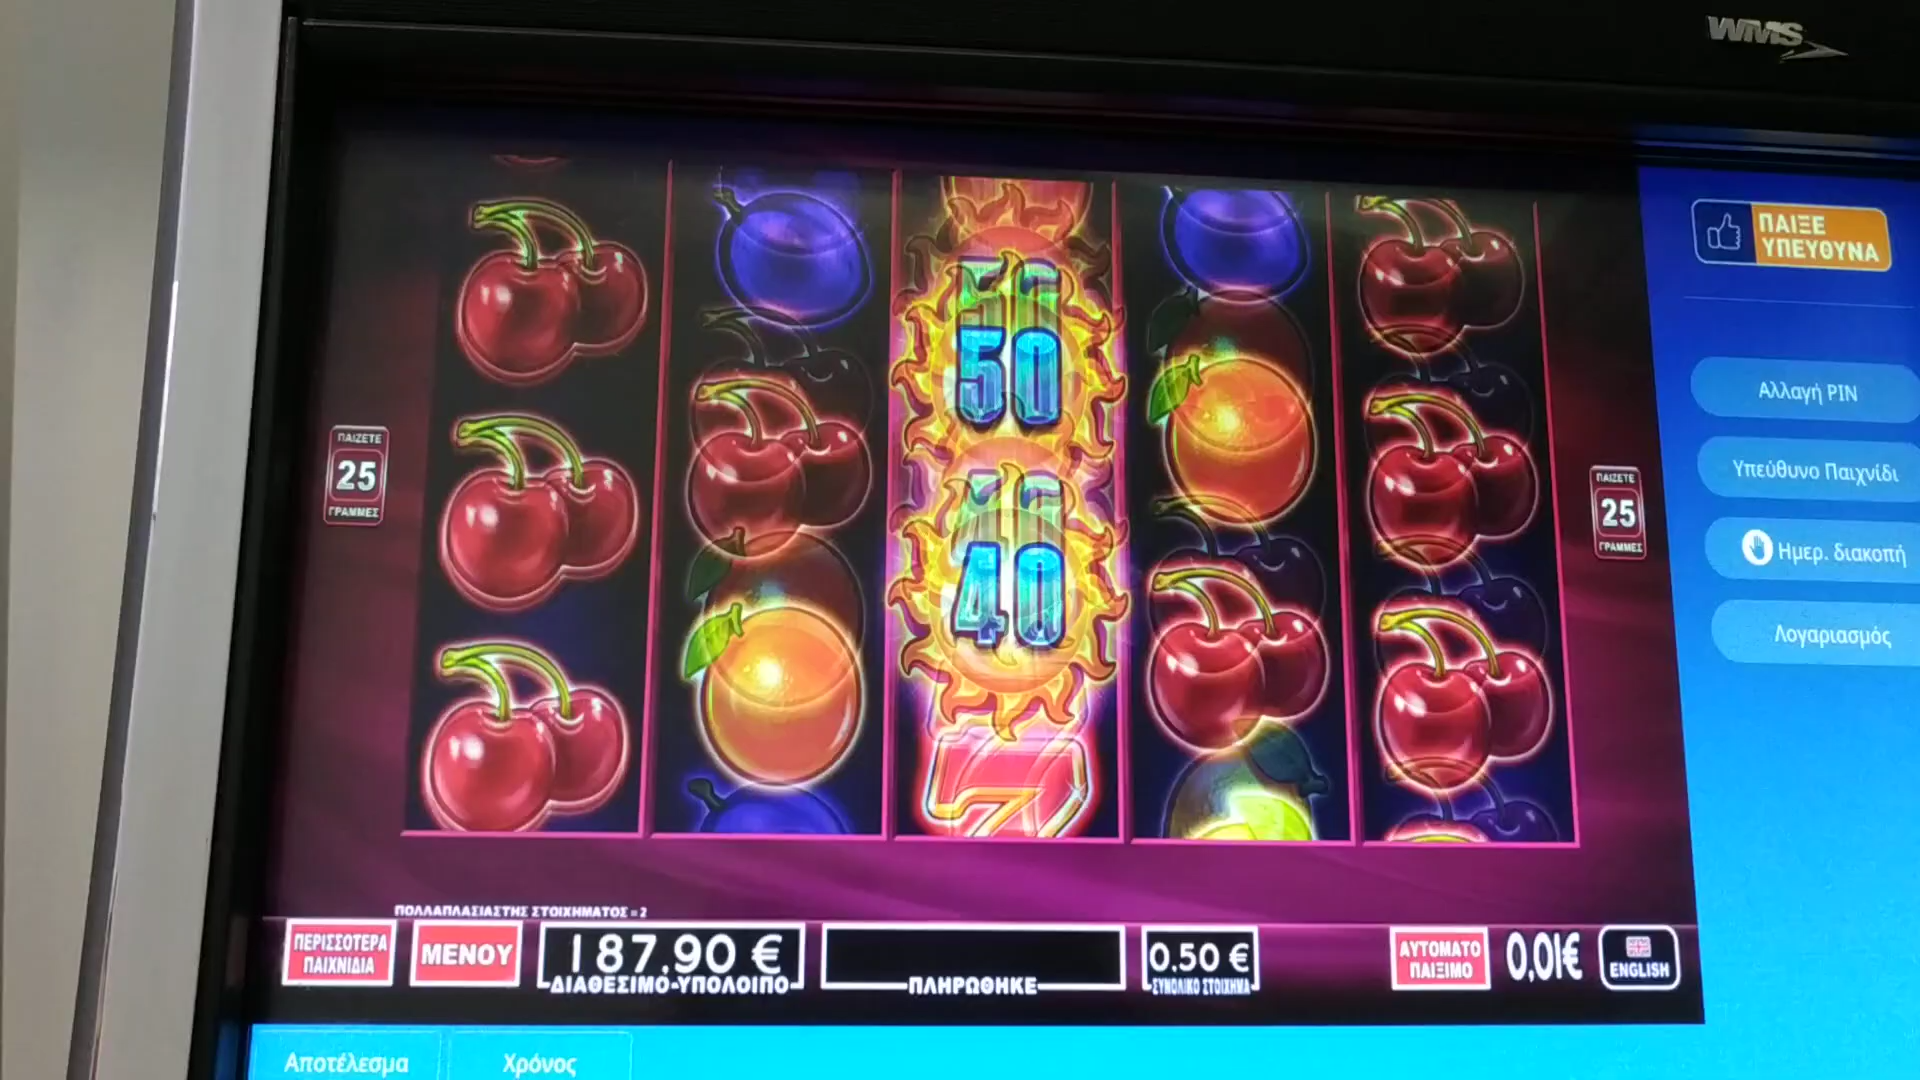 WMS
ΠΑΙΞΕ
ΥΠΕΥΘΥΝΑ
50
40
7
Αλλαγή PIN
Υπεύθυνο Παιχνίδι
Ημερ. διακοπή
Λογαριασμός
ΠΑΙΖΕΤΕ
25
ΓΡΑΜΜΕΣ
ΠΑΙΖΕΤΕ
25
ΓΡΑΜΜΕΣ
ΠΟΛΛΑΠΛΑΣΙΑΣΤΗΣ ΣΤΟΙΧΗΜΑΤΟΣ = 2
ΠΕΡΙΣΣΟΤΕΡΑ
ΠΑΙΧΝΙΔΙΑ
ΜΕΝΟΥ
187.90 €
ΔΙΑΘΕΣΙΜΟ-ΥΠΟΛΟΙΠΟ
ΠΛΗΡΩΘΗΚΕ
0.50 €
ΣΥΝΟΛΙΚΟ ΣΤΟΙΧΗΜΑ
ΑΥΤΟΜΑΤΟ
ΠΑΙΞΙΜΟ
0,01€
ENGLISH
Αποτέλεσμα
Χρόνος